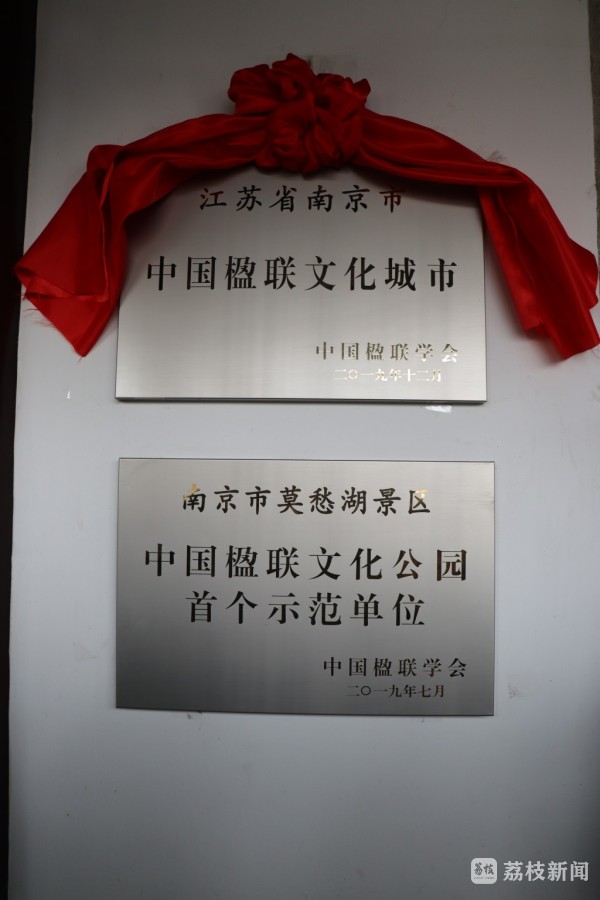 江苏省南京市
中国楹联文化城市
中国楹联学会
二〇一九年十二月
南京市莫愁湖景区
中国楹联文化公园
首个示范单位
中国楹联学会
二〇一九年七月
荔枝 荔枝新闻